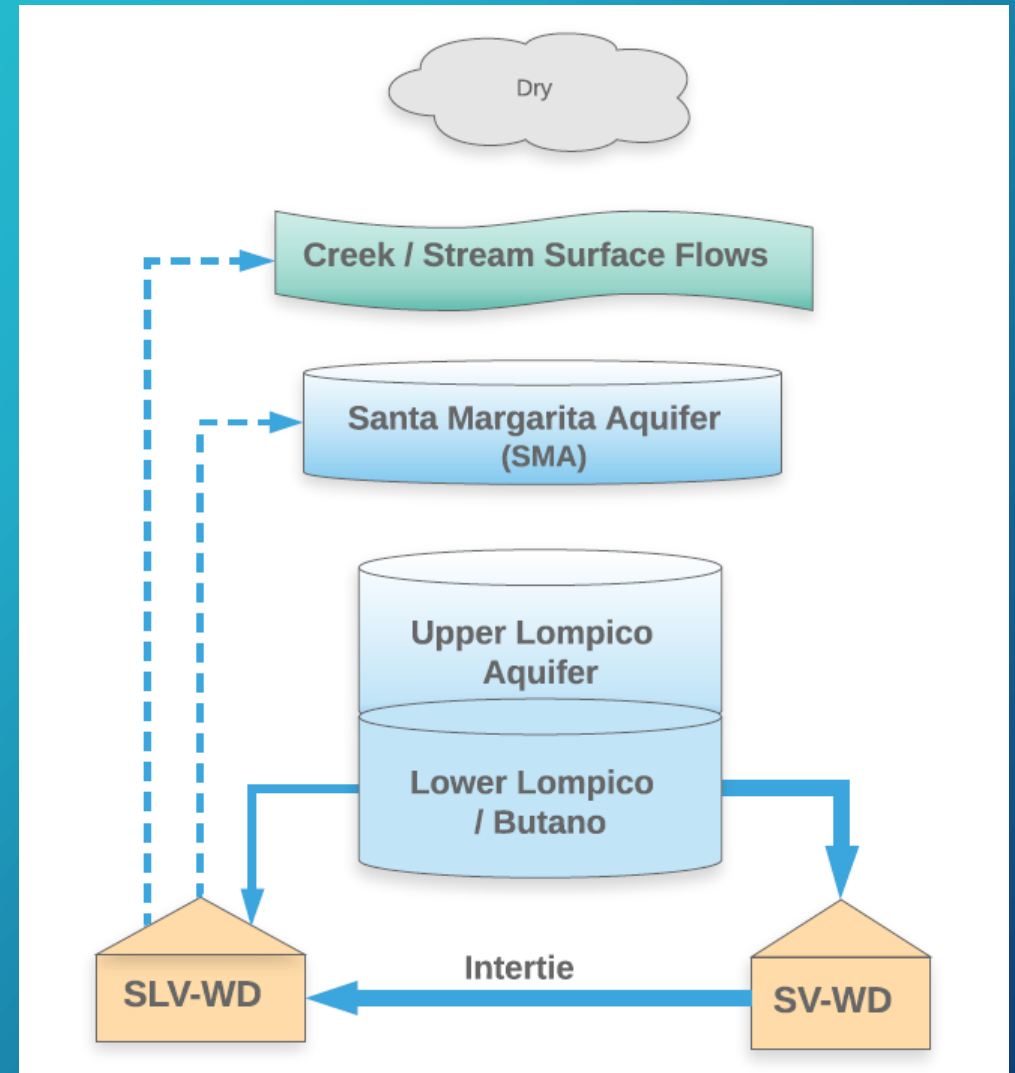 Dry
Creek / Stream Surface Flows
Santa Margarita Aquifer
(SMA)
Upper Lompico
Aquifer
Lower Lompico
/ Butano
Intertie
SLV-WD
SV-WD